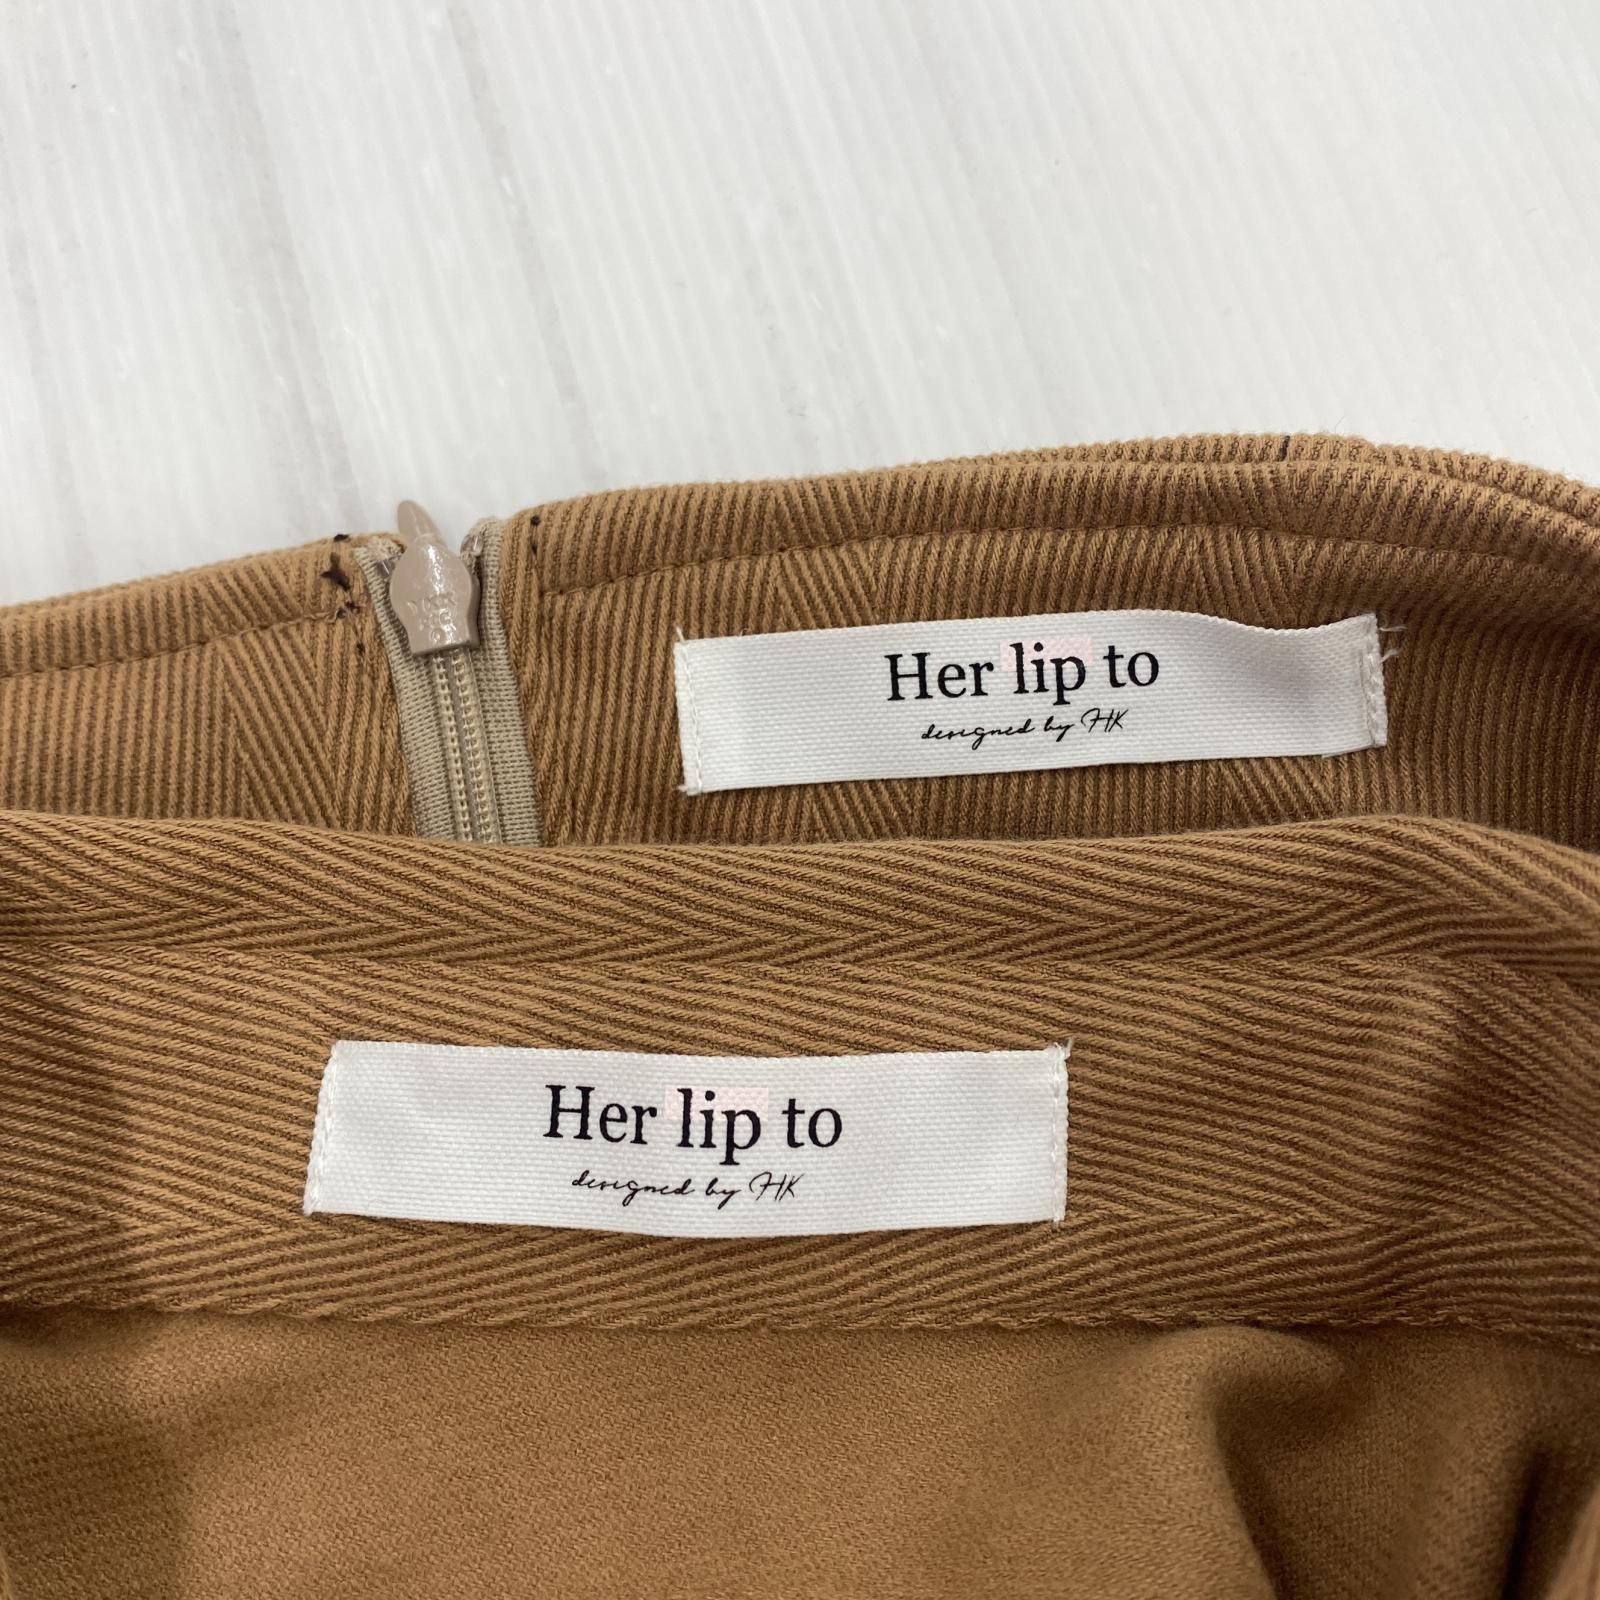 Her lip to
designed by HK
Her lip to
designed by HK